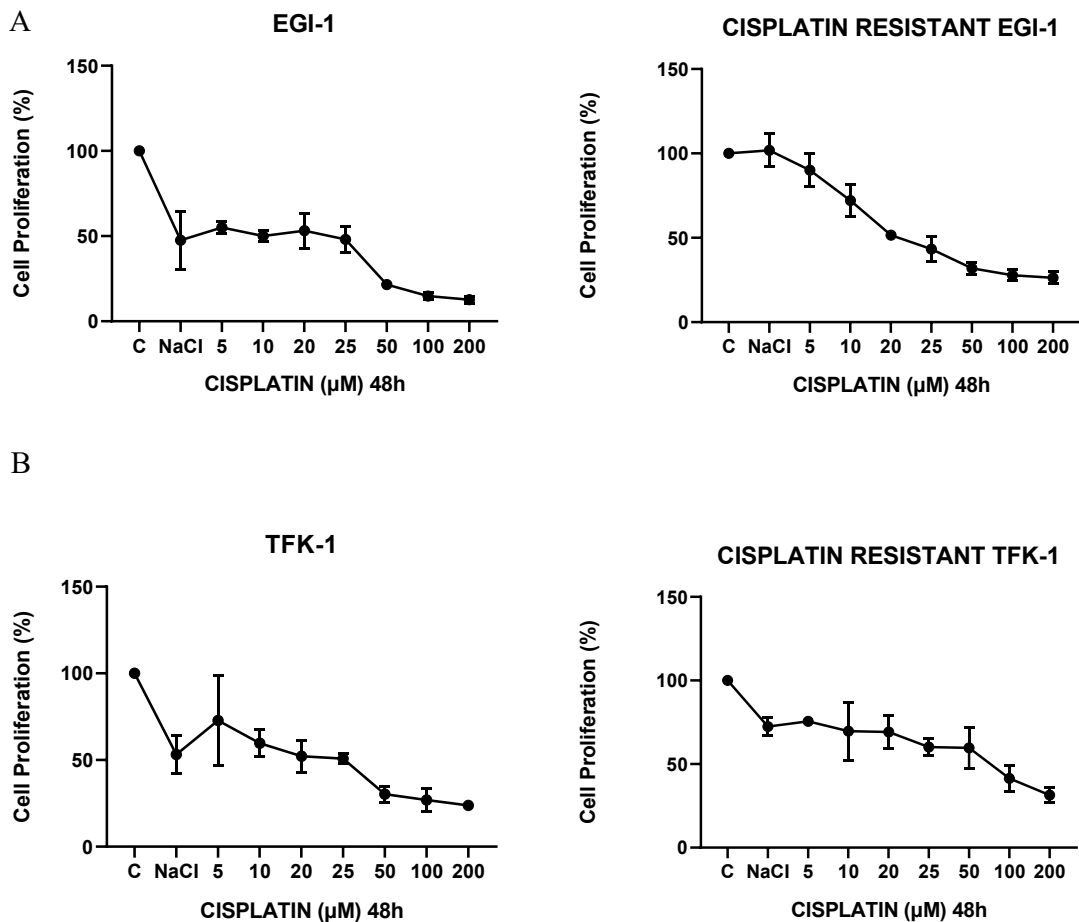 A
EGI-1
Cell Proliferation (%)
150
100
50
0
C NaCl 5 10 20 25 50 100 200
CISPLATIN (µM) 48h
CISPLATIN RESISTANT EGI-1
Cell Proliferation (%)
150
100
50
0
C NaCl 5 10 20 25 50 100 200
CISPLATIN (µM) 48h
B
TFK-1
Cell Proliferation (%)
150
100
50
0
C NaCl 5 10 20 25 50 100 200
CISPLATIN (µM) 48h
CISPLATIN RESISTANT TFK-1
Cell Proliferation (%)
150
100
50
0
C NaCl 5 10 20 25 50 100 200
CISPLATIN (µM) 48h